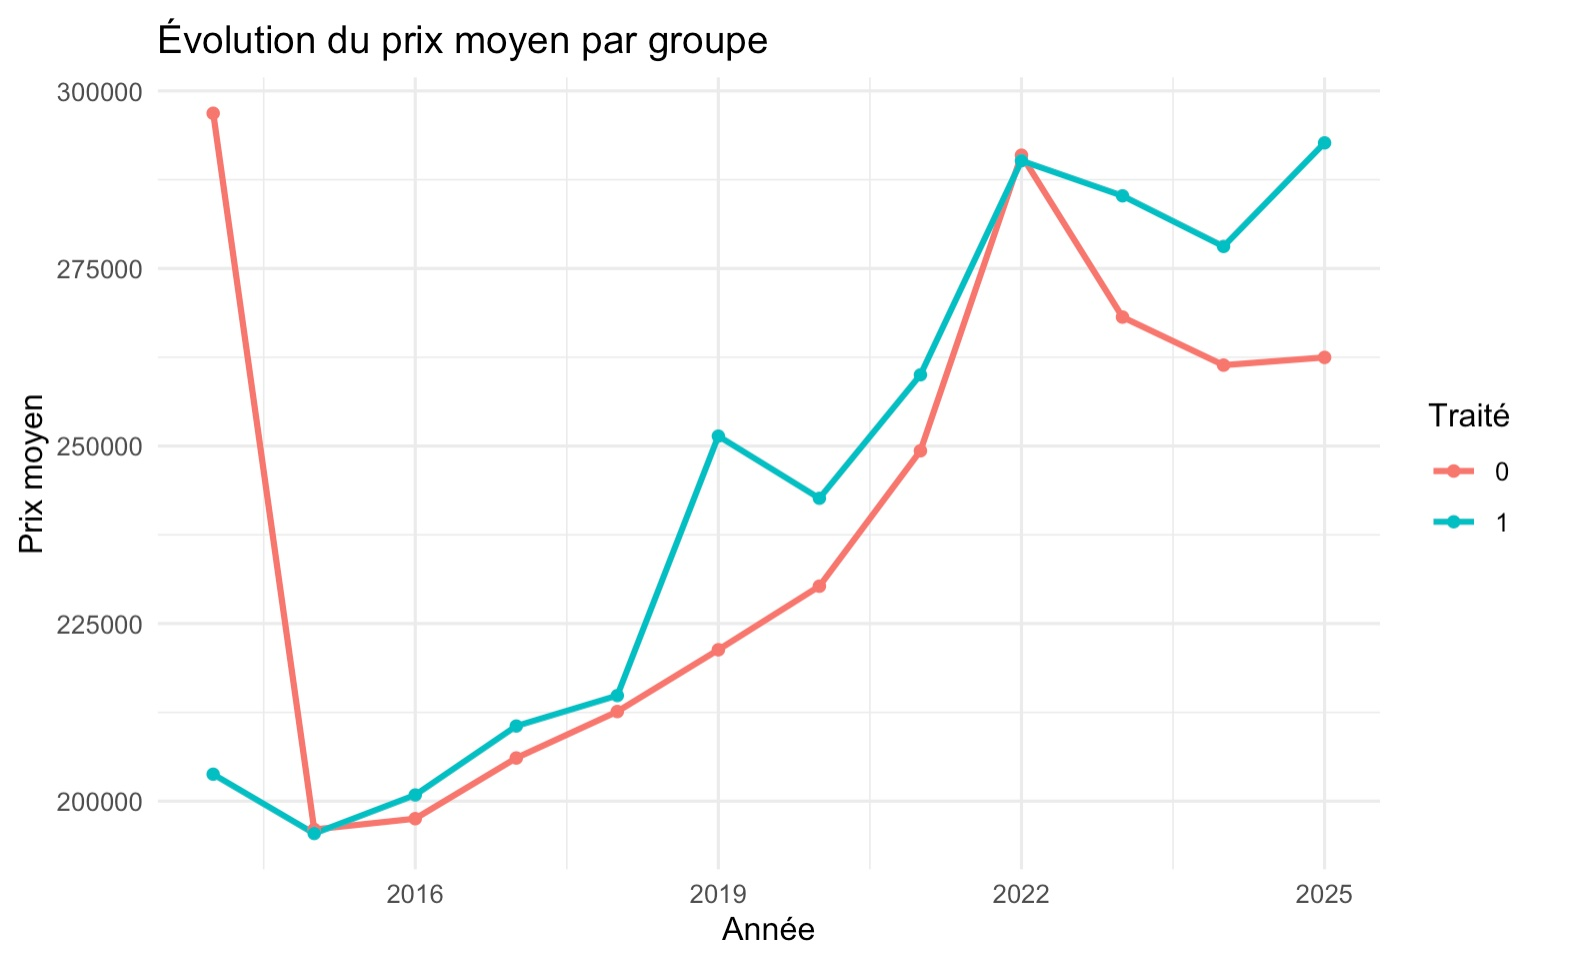 Évolution du prix moyen par groupe
300000
275000
250000
225000
200000
Prix moyen
2016
2019
2022
2025
Année
Traité
0
1